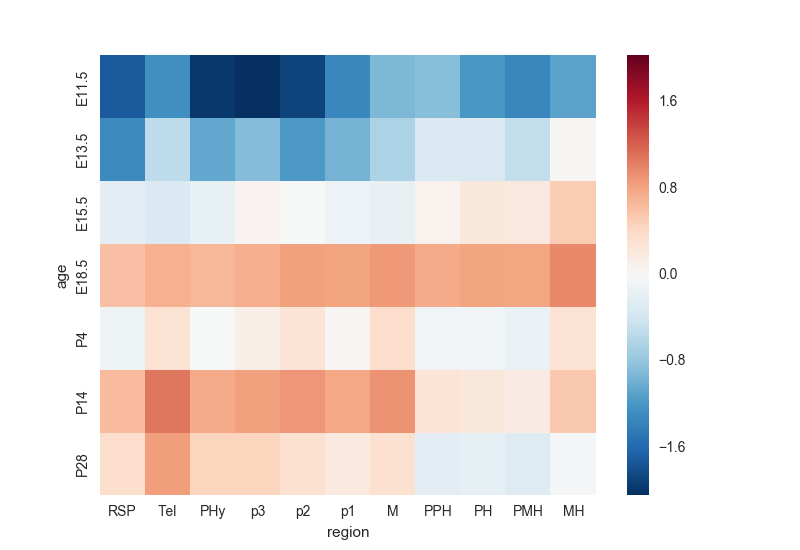 E11.5
E13.5
E15.5
E18.5
P4
P14
P28
age
RSP Tel PHy p3 p2 p1 M PPH PH PMH MH
region
1.6
0.8
0.0
−0.8
−1.6